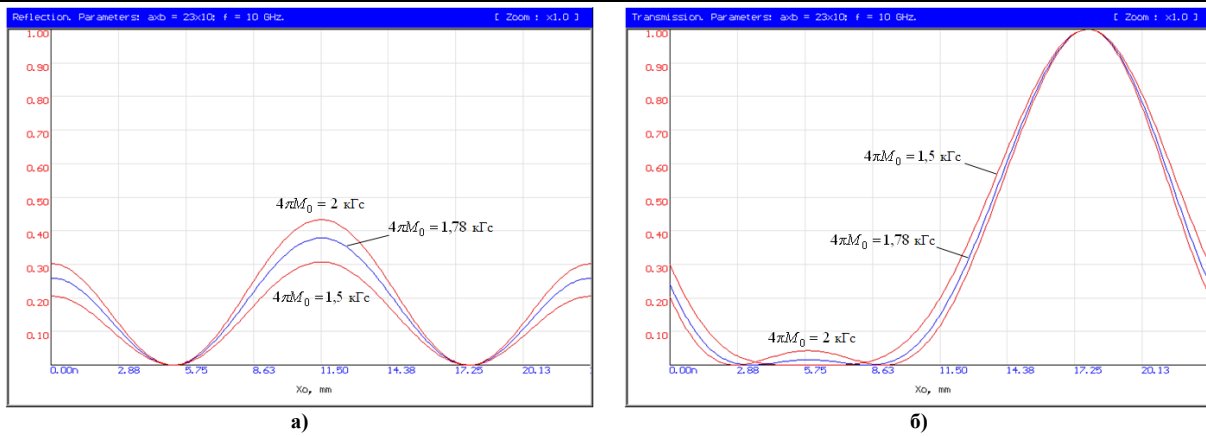 Reflection. Parameters: axb = 23x10; f = 10 GHz. [ Zoom : x1.0 ]
1.00
0.90
0.80
0.70
0.60
0.50
0.40
0.30
0.20
0.10
4πM₀ = 2 кГс
4πM₀ = 1,78 кГс
4πM₀ = 1,5 кГс
0.00n 2.88 5.75 8.63 11.50 14.38 17.25 20.13
Xo, mm
а)
Transmission. Parameters: axb = 23x10; f = 10 GHz. [ Zoom : x1.0 ]
1.00
0.90
0.80
0.70
0.60
0.50
0.40
0.30
0.20
0.10
4πM₀ = 1,5 кГс
4πM₀ = 1,78 кГс
4πM₀ = 2 кГс
0.00n 2.88 5.75 8.63 11.50 14.38 17.25 20.13
Xo, mm
б)